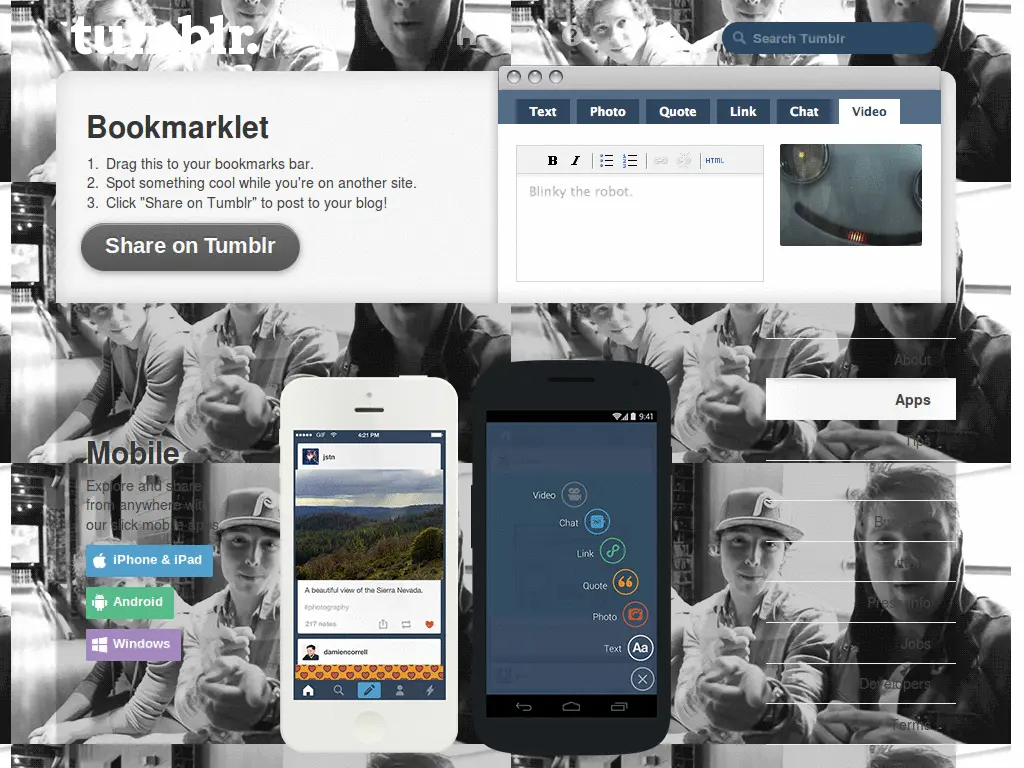 tumblr.
Search Tumblr
Bookmarklet
1. Drag this to your bookmarks bar.
2. Spot something cool while you're on another site.
3. Click "Share on Tumblr" to post to your blog!
Share on Tumblr
Text Photo Quote Link Chat Video
B I HTML
Blinky the robot.
About
Apps
Tips
Press Info
Jobs
Developers
Terms
Mobile
Explore and share
from anywhere with
our slick mobile apps
iPhone & iPad
Android
Windows
GIF 4:21 PM
jstn
A beautiful view of the Sierra Nevada.
#photography
217 notes
damiencorrell
9:41
Video
Chat
Link
Quote
Photo
Text Aa